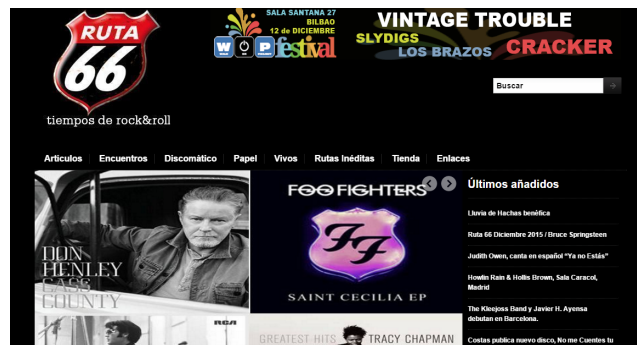 RUTA
66
tiempos de rock&roll
SALA SANTANA 27
BILBAO
12 de DICIEMBRE
W O P festival
VINTAGE TROUBLE
SLYDIGS
LOS BRAZOS
CRACKER
Buscar
Artículos Encuentros Discomático Papel Vivos Rutas Inéditas Tienda Enlaces
DON
HENLEY
CASS
COUNTY
FOO FIGHTERS
FF
SAINT CECILIA EP
RCA
GREATEST HITS TRACY CHAPMAN
Últimos añadidos
Lluvia de Hachas benéfica
Ruta 66 Diciembre 2015 / Bruce Springsteen
Judith Owen, canta en español “Ya no Estás”
Howlin Rain & Hollis Brown, Sala Caracol,
Madrid
The Kleejoss Band y Javier H. Ayensa
debutan en Barcelona.
Costas publica nuevo disco, No me Cuentes tu